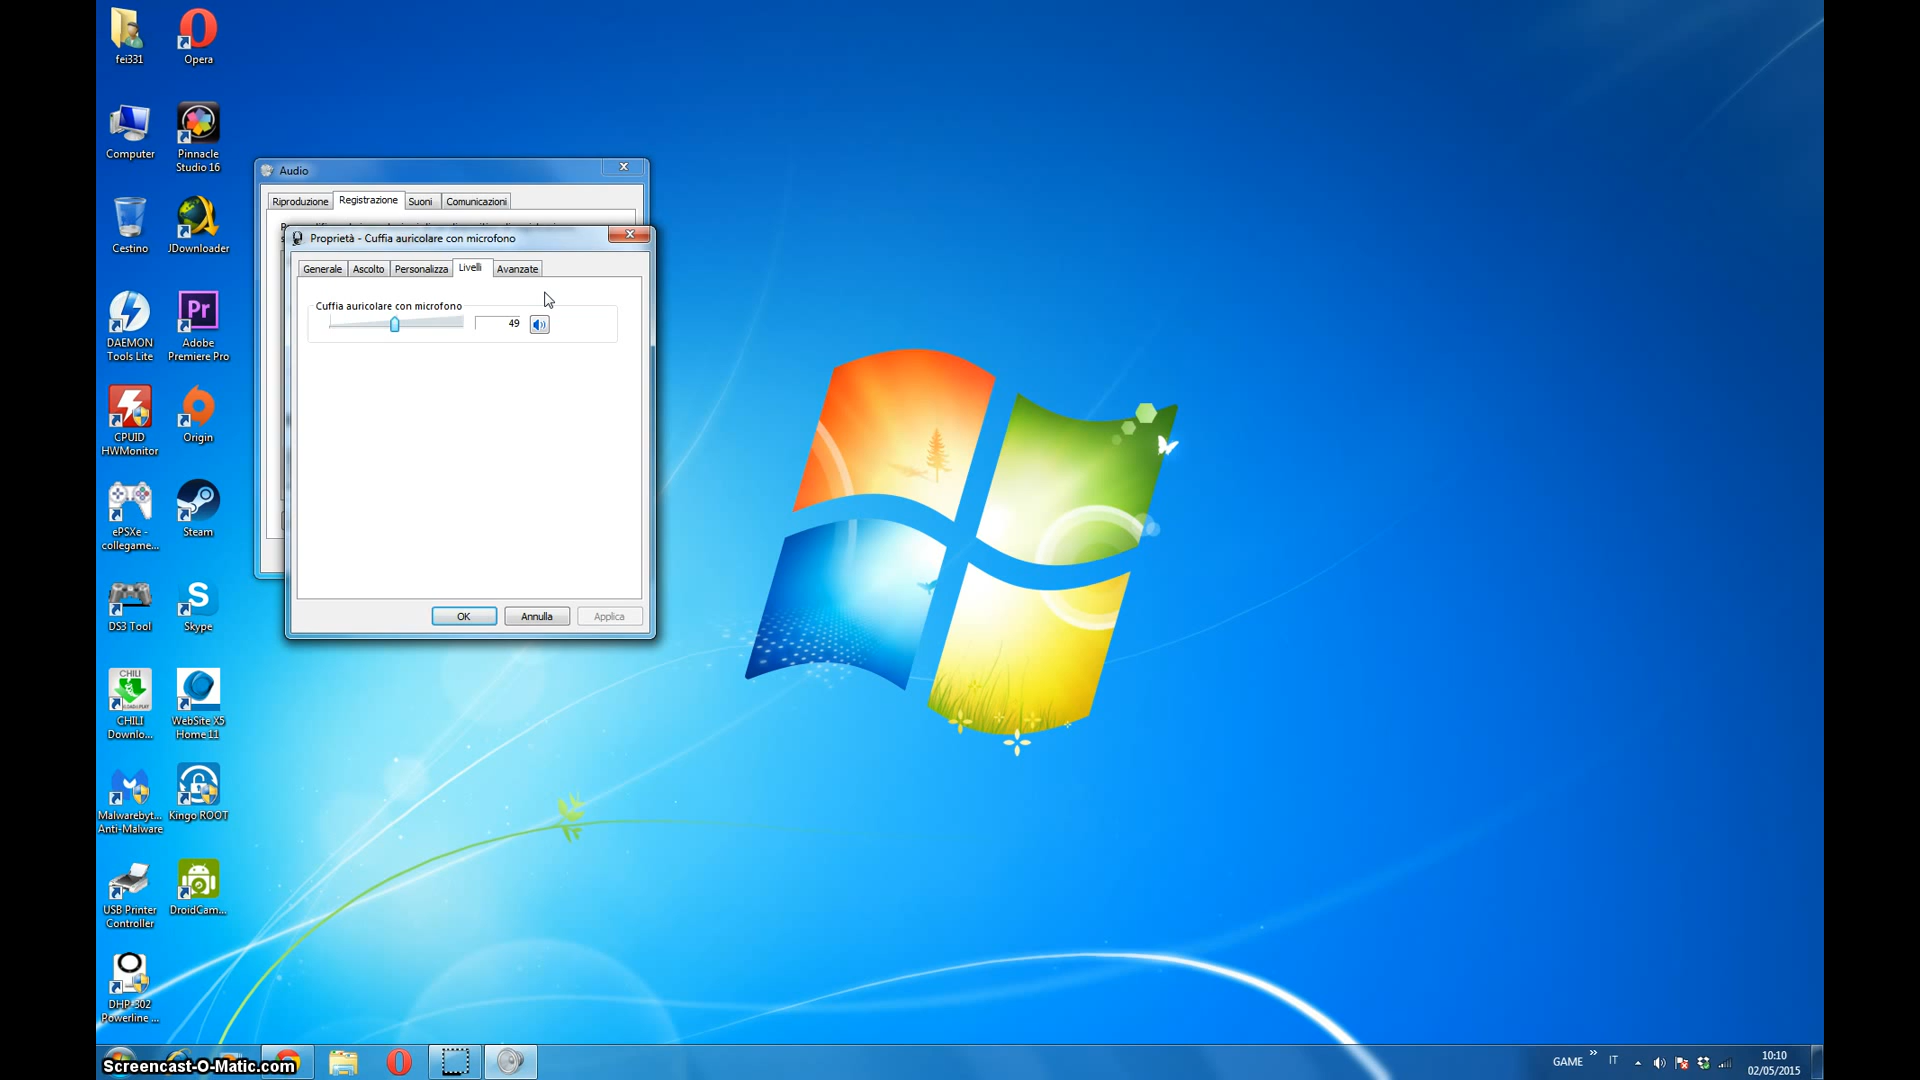 fei331
Opera
Computer
Pinnacle
Studio 16
Cestino
JDownloader
DAEMON
Tools Lite
Pr
Adobe
Premiere Pro
CPUID
HWMonitor
Origin
ePSXe -
collegame...
Steam
DS3 Tool
S
Skype
CHILI
CHILI
Downlo...
WebSite X5
Home 11
Malwarebyt...
Anti-Malware
Kingo ROOT
USB Printer
Controller
DroidCam...
DHP-302
Powerline ...
Audio
Riproduzione
Registrazione
Suoni
Comunicazioni
Proprietà - Cuffia auricolare con microfono
Generale
Ascolto
Personalizza
Livelli
Avanzate
Cuffia auricolare con microfono
49
OK
Annulla
Applica
Screencast-O-Matic.com
GAME
IT
10:10
02/05/2015